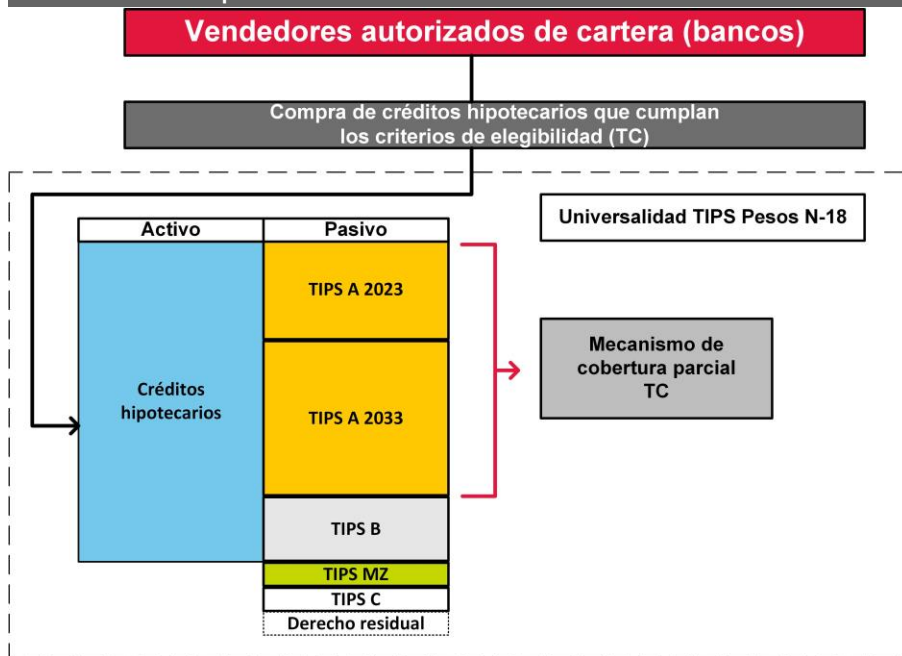 Vendedores autorizados de cartera (bancos)
Compra de créditos hipotecarios que cumplan
los criterios de elegibilidad (TC)
Universalidad TIPS Pesos N-18
Activo
Pasivo
Créditos
hipotecarios
TIPS A 2023
TIPS A 2033
TIPS B
TIPS MZ
TIPS C
Derecho residual
Mecanismo de
cobertura parcial
TC